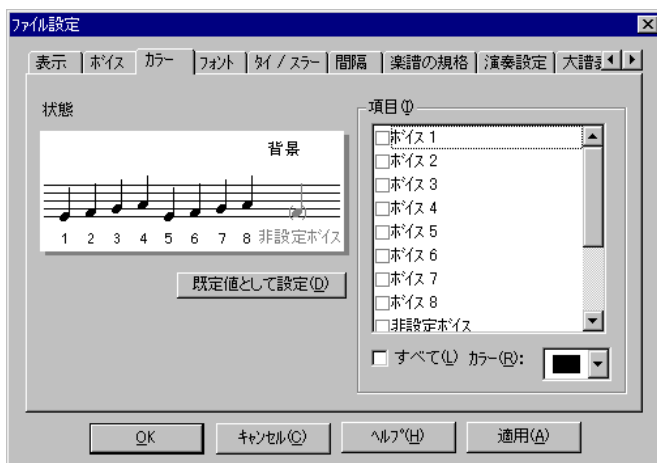 ファイル設定
表示 ボイス カラー フォント タイ / スラー 間隔 楽譜の規格 演奏設定 大譜表
状態
背景
1 2 3 4 5 6 7 8 非設定ボイス
既定値として設定(D)
項目(I)
ボイス 1
ボイス 2
ボイス 3
ボイス 4
ボイス 5
ボイス 6
ボイス 7
ボイス 8
非設定ボイス
すべて(L) カラー(R):
OK キャンセル(C) ヘルプ(H) 適用(A)